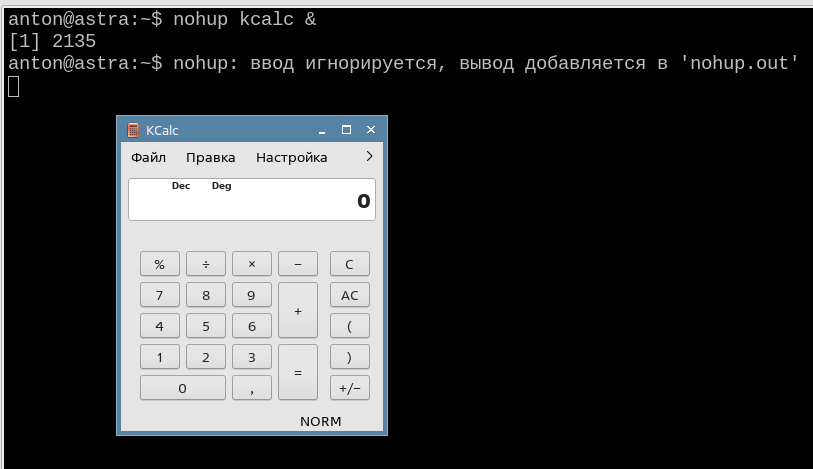 anton@astra:~$ nohup kcalc &
[1] 2135
anton@astra:~$ nohup: ввод игнорируется, вывод добавляется в 'nohup.out'
KCalc
Файл Правка Настройка >
Dec Deg
0
% ÷ × − C
7 8 9 + AC
4 5 6 (
1 2 3 = )
0 , +/−
NORM